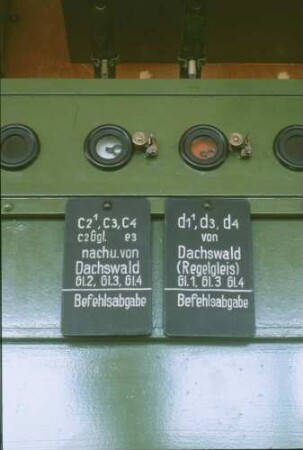 c2¹, c3, c4
c2Ggl. e3
nachu. von
Dachswald
Gl.2, Gl.3, Gl.4
Befehlsabgabe
d1¹, d3, d4
von
Dachswald
(Regelgleis)
Gl.1, Gl.3 Gl.4
Befehlsabgabe